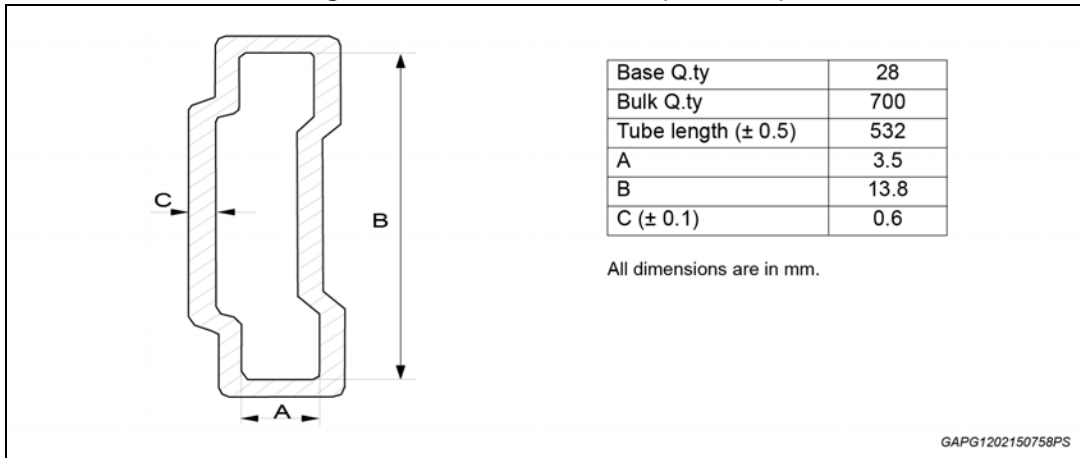 Base Q.ty 28
Bulk Q.ty 700
Tube length (± 0.5) 532
A 3.5
B 13.8
C (± 0.1) 0.6
All dimensions are in mm.
C
B
A
GAPG1202150758PS